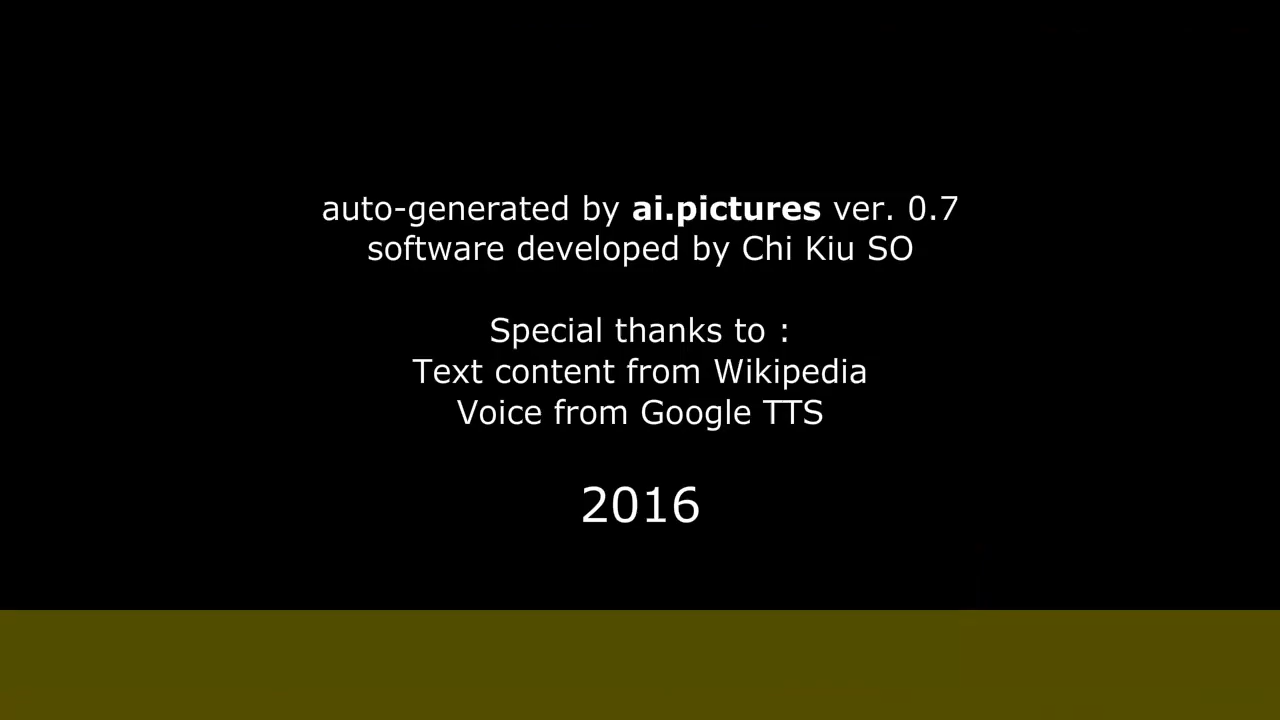 auto-generated by ai.pictures ver. 0.7
software developed by Chi Kiu SO
Special thanks to :
Text content from Wikipedia
Voice from Google TTS
2016